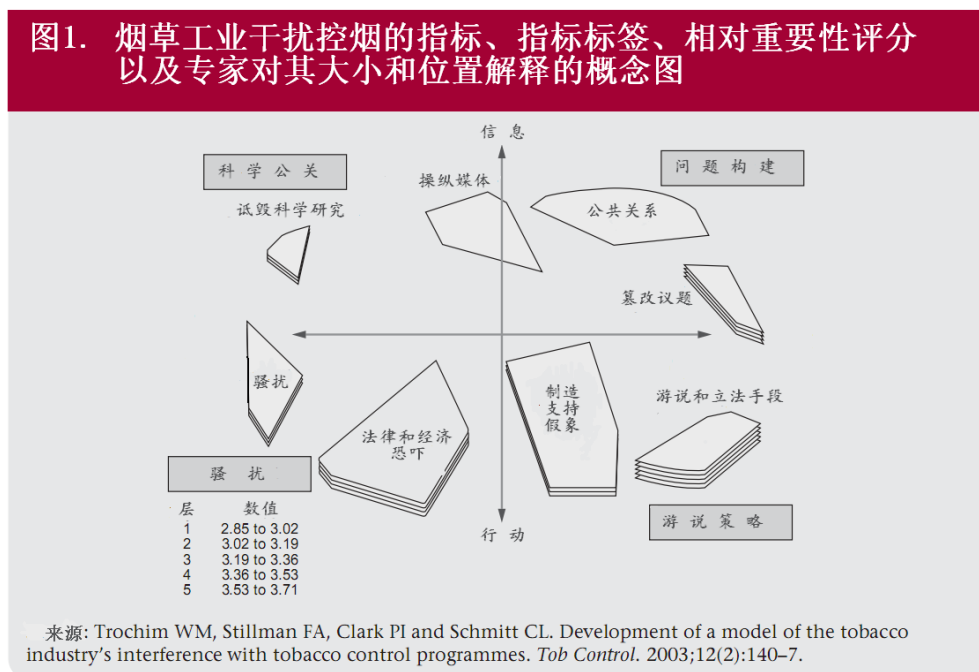 图1. 烟草工业干扰控烟的指标、指标标签、相对重要性评分
以及专家对其大小和位置解释的概念图
信 息
科 学 公 关
问 题 构 建
操纵媒体
诋毁科学研究
公共关系
篡改议题
骚扰
制造
支持
假象
游说和立法手段
法律和经济
恐吓
骚 扰
游 说 策 略
行 动
层 数值
1 2.85 to 3.02
2 3.02 to 3.19
3 3.19 to 3.36
4 3.36 to 3.53
5 3.53 to 3.71
来源: Trochim WM, Stillman FA, Clark PI and Schmitt CL. Development of a model of the tobacco
industry’s interference with tobacco control programmes. Tob Control. 2003;12(2):140–7.